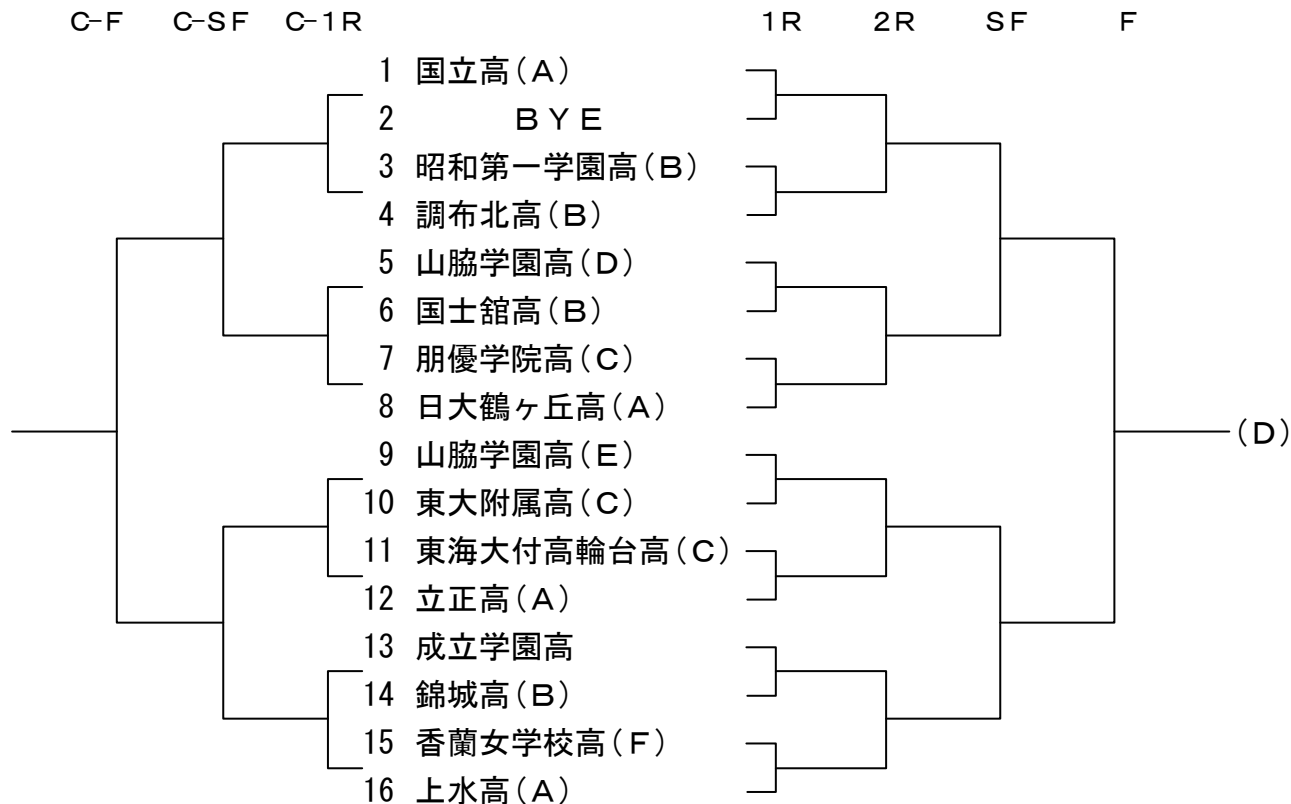 C-F C-SF C-1R 1R 2R SF F
1 国立高(A)
2 BYE
3 昭和第一学園高(B)
4 調布北高(B)
5 山脇学園高(D)
6 国士舘高(B)
7 朋優学院高(C)
8 日大鶴ヶ丘高(A)
(D)
9 山脇学園高(E)
10 東大附属高(C)
11 東海大付高輪台高(C)
12 立正高(A)
13 成立学園高
14 錦城高(B)
15 香蘭女学校高(F)
16 上水高(A)